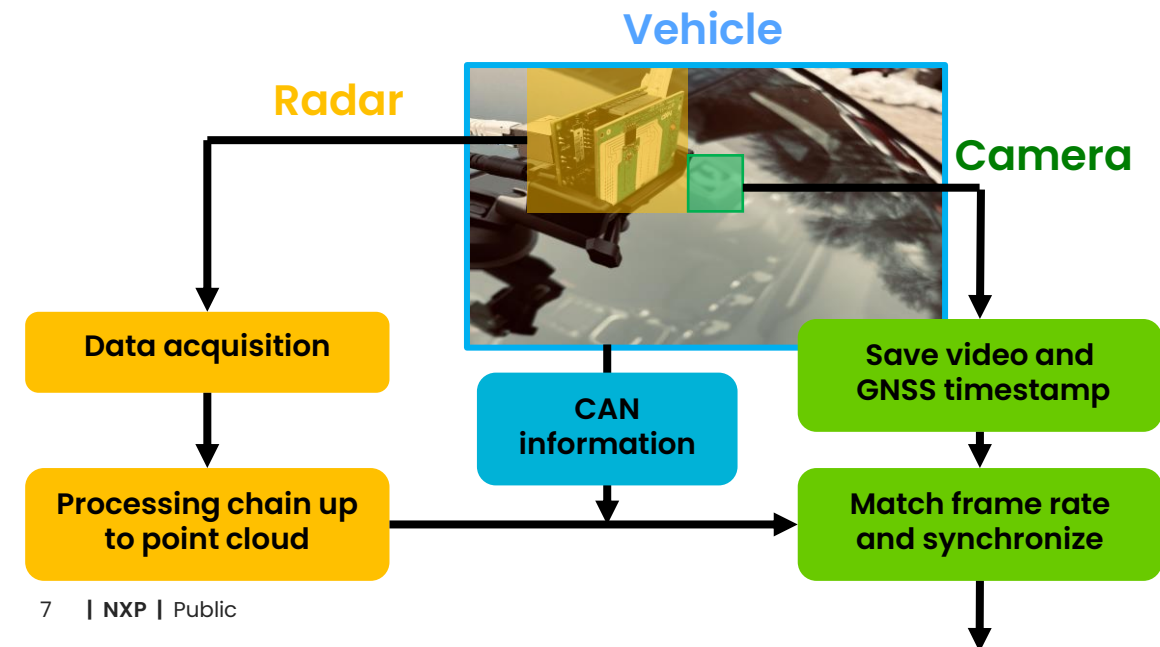 Vehicle
Radar
Camera
Data acquisition
Save video and
GNSS timestamp
CAN
information
Processing chain up
to point cloud
Match frame rate
and synchronize
7 | NXP | Public